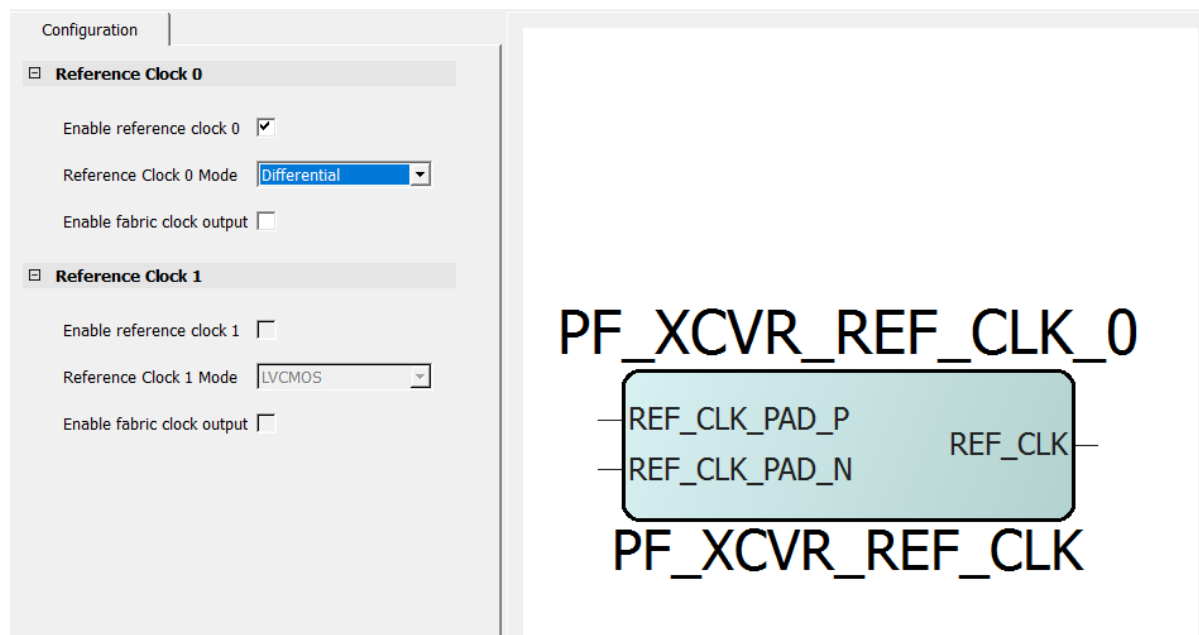 Configuration
Reference Clock 0
Enable reference clock 0
Reference Clock 0 Mode Differential
Enable fabric clock output
Reference Clock 1
Enable reference clock 1
Reference Clock 1 Mode LVCMOS
Enable fabric clock output
PF_XCVR_REF_CLK_0
REF_CLK_PAD_P
REF_CLK
REF_CLK_PAD_N
PF_XCVR_REF_CLK